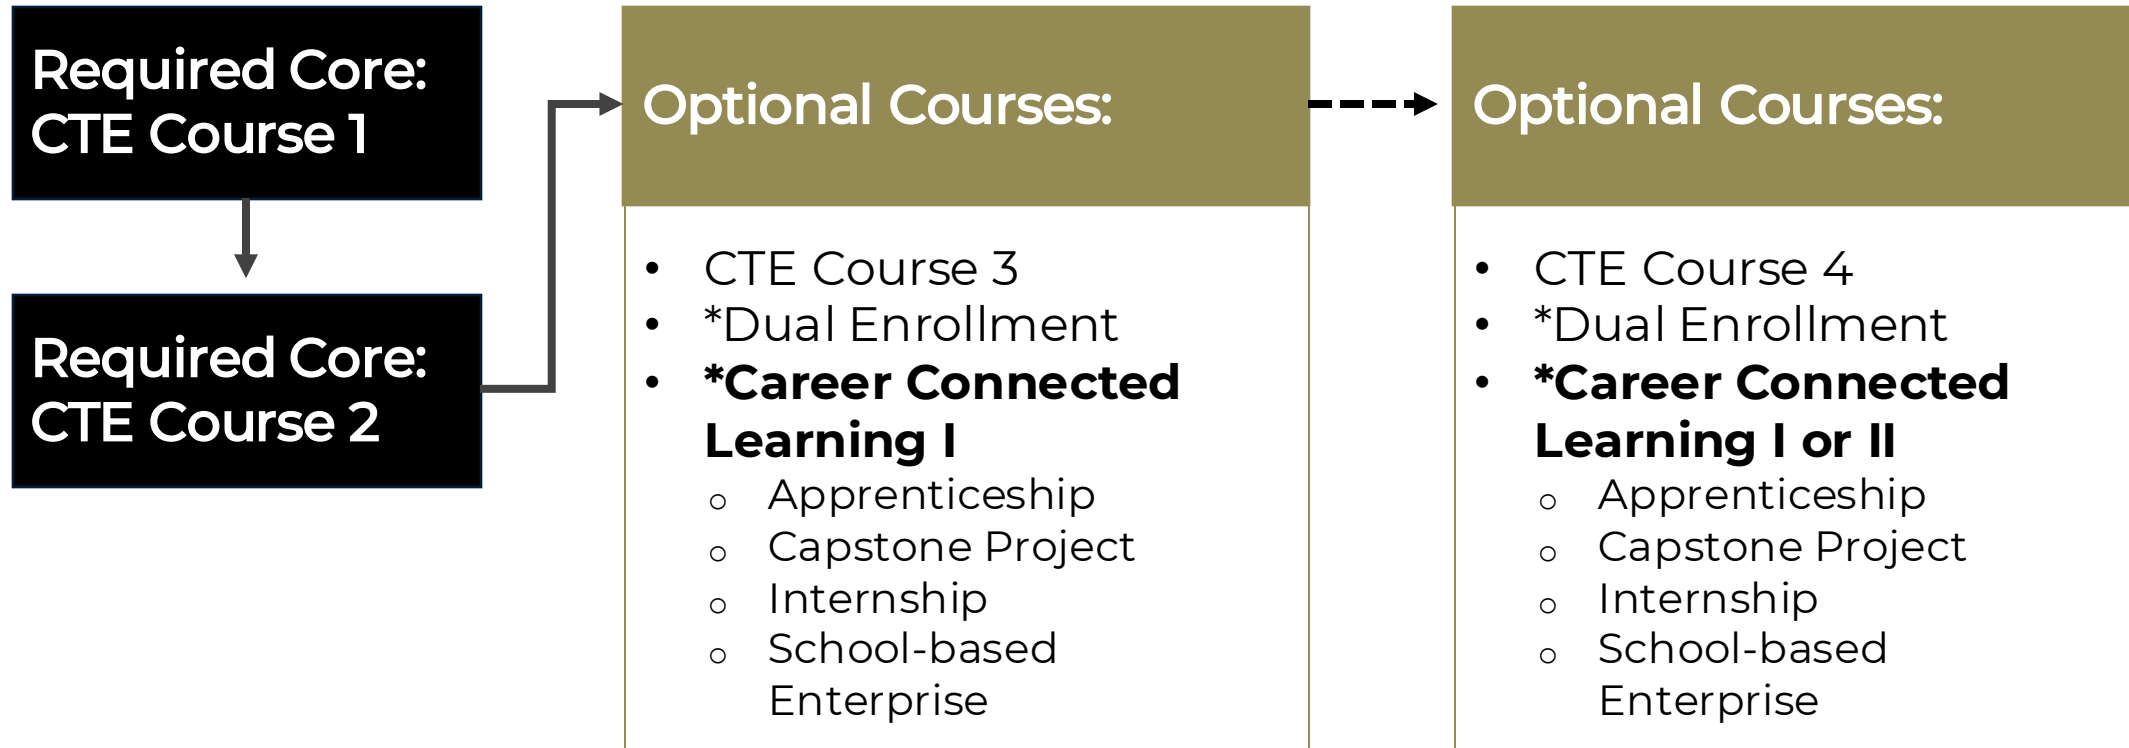 Required Core:
CTE Course 1
Required Core:
CTE Course 2
Optional Courses:
• CTE Course 3
• *Dual Enrollment
• *Career Connected
Learning I
o Apprenticeship
o Capstone Project
o Internship
o School-based
Enterprise
Optional Courses:
• CTE Course 4
• *Dual Enrollment
• *Career Connected
Learning I or II
o Apprenticeship
o Capstone Project
o Internship
o School-based
Enterprise